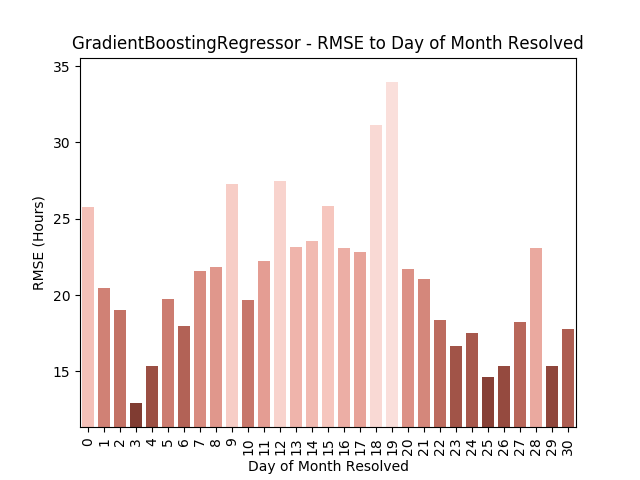 GradientBoostingRegressor - RMSE to Day of Month Resolved
RMSE (Hours)
35
30
25
20
15
0 1 2 3 4 5 6 7 8 9 10 11 12 13 14 15 16 17 18 19 20 21 22 23 24 25 26 27 28 29 30
Day of Month Resolved